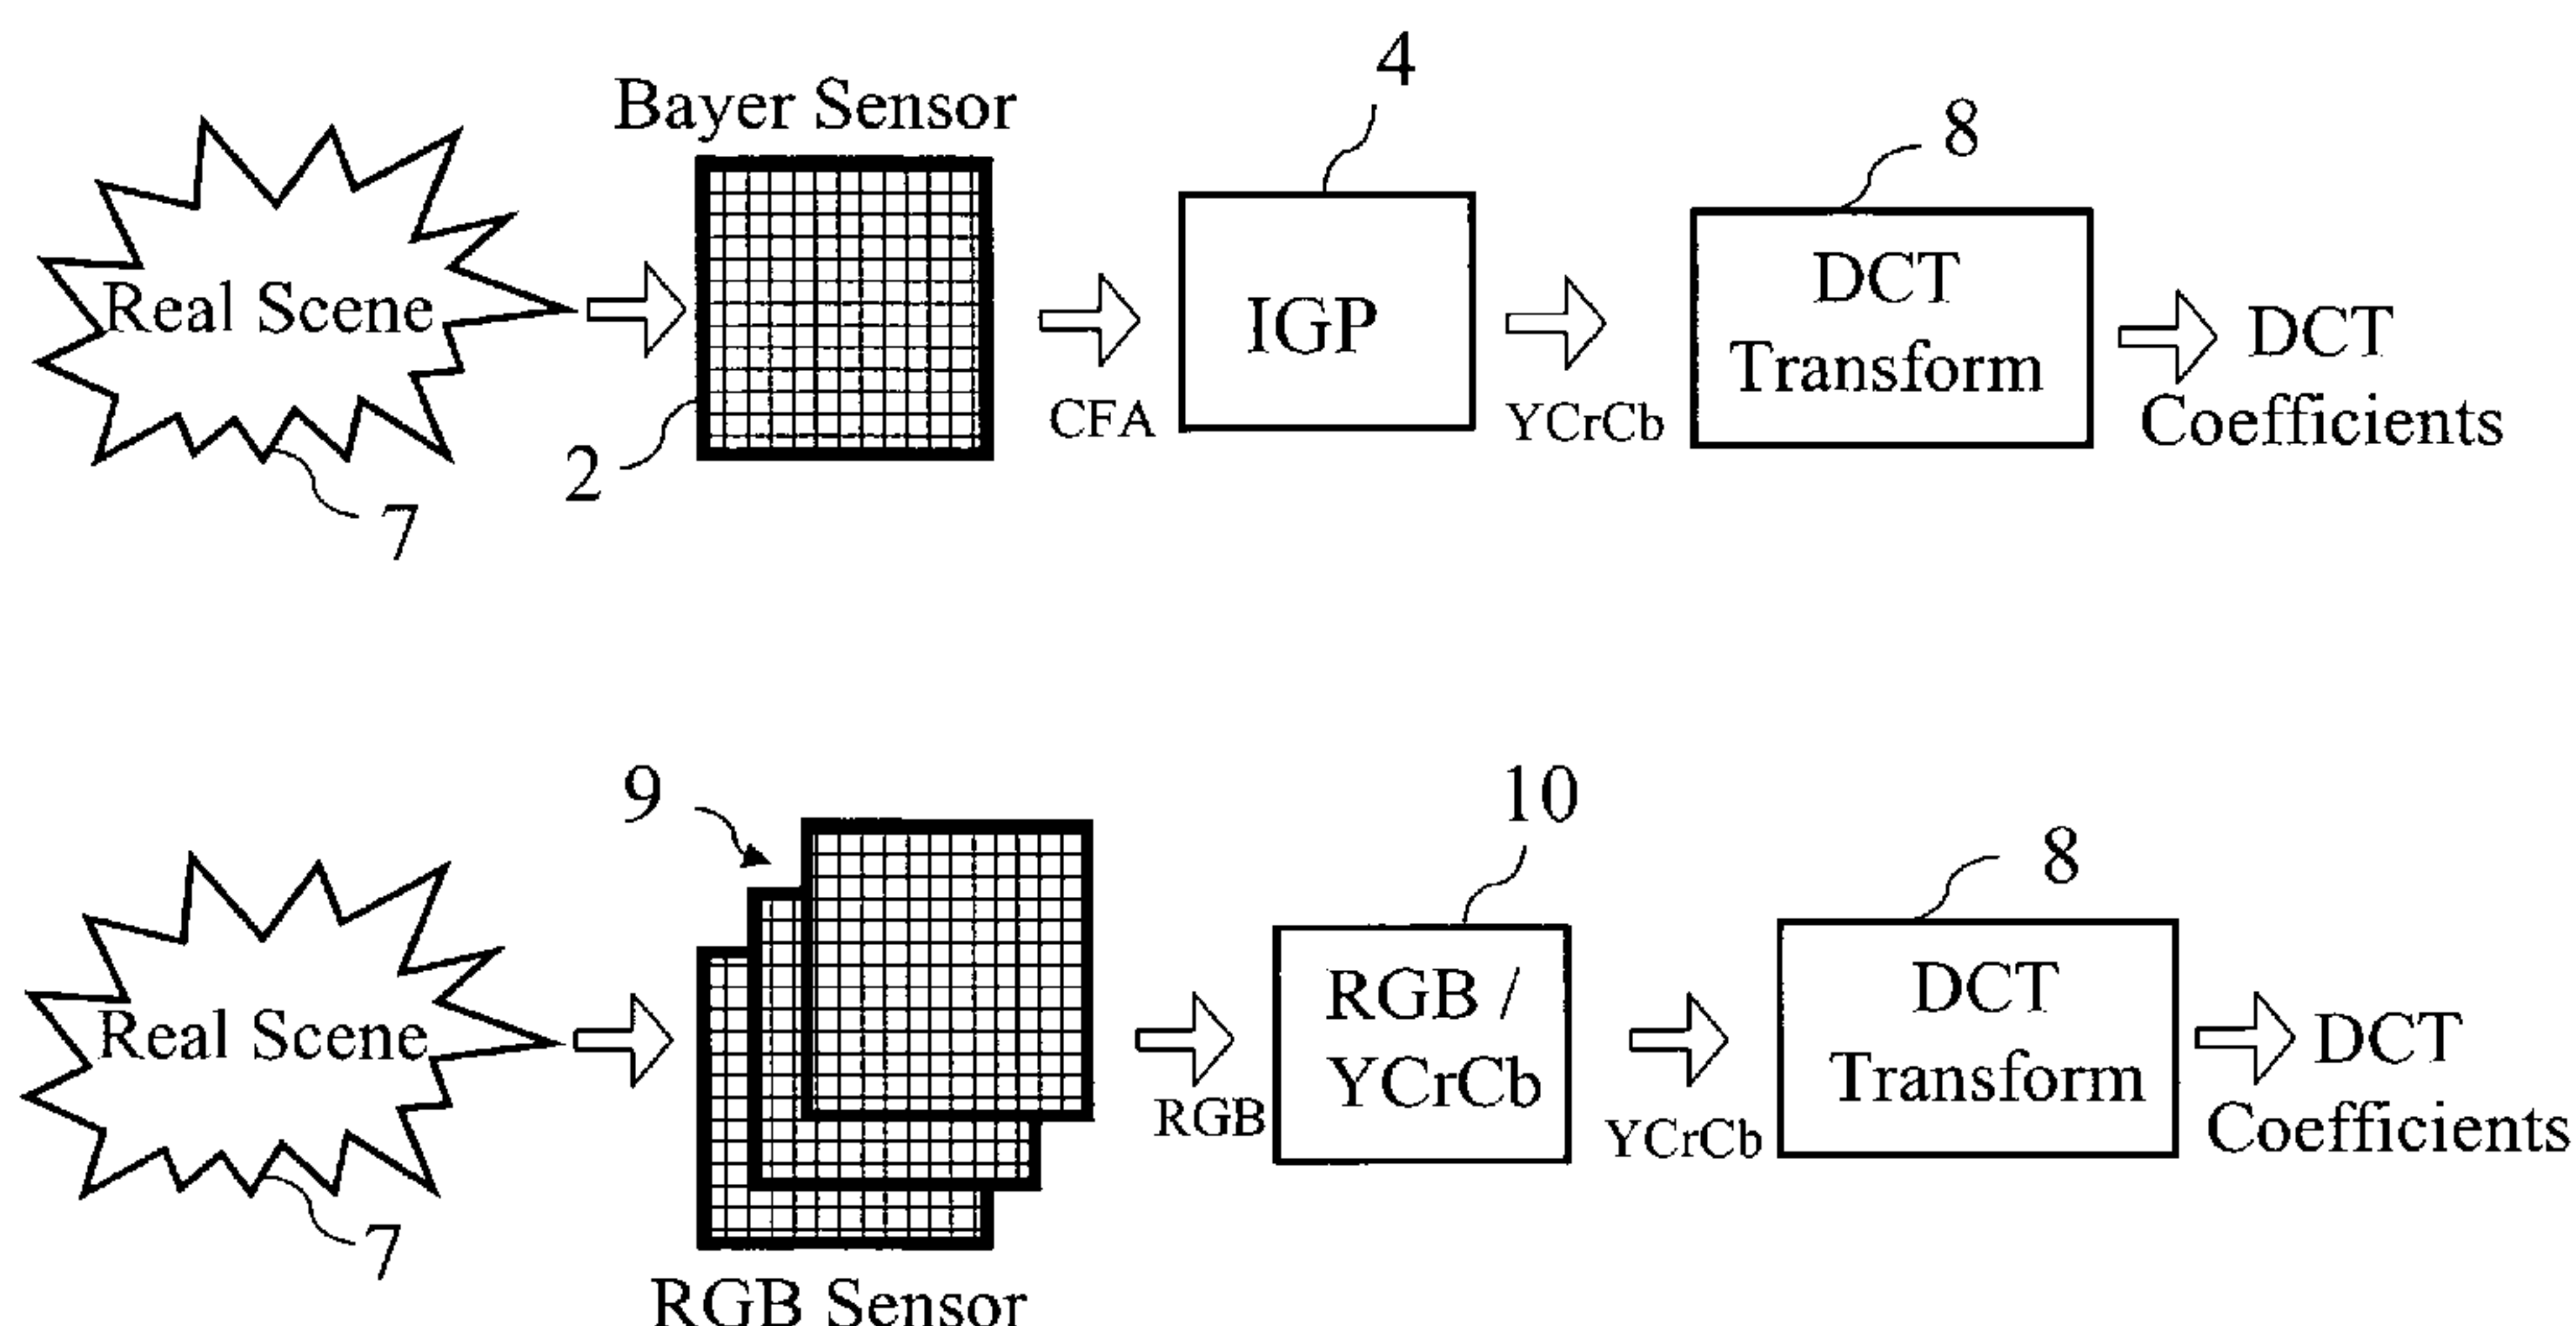 4
Bayer Sensor
8
Real Scene
IGP
DCT
Transform
DCT
Coefficients
CFA
YCrCb
2
7
9
10
8
Real Scene
RGB /
YCrCb
DCT
Transform
DCT
Coefficients
RGB
YCrCb
7
RGB Sensor